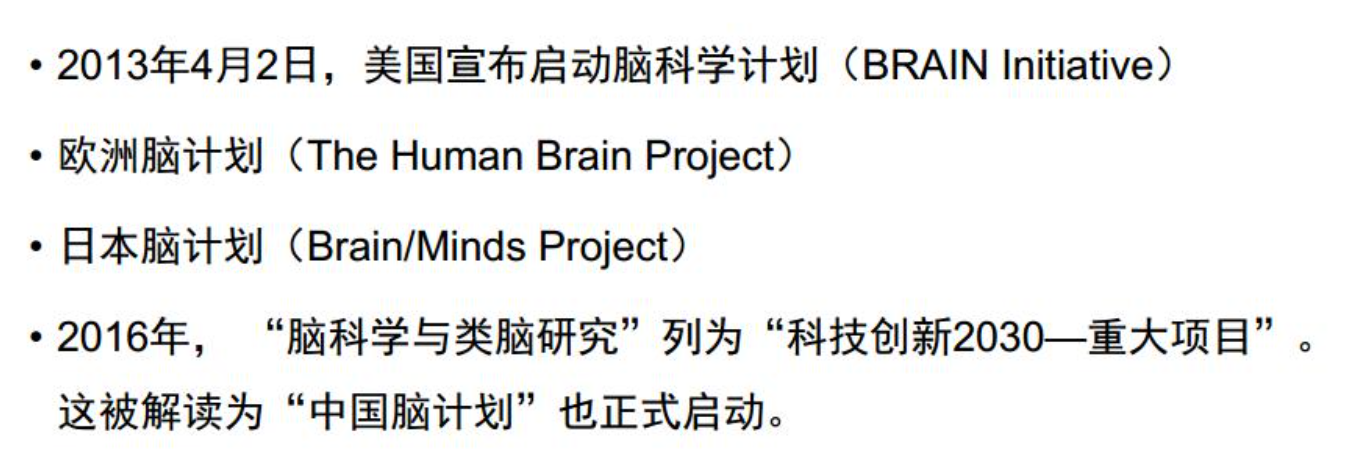 • 2013年4月2日，美国宣布启动脑科学计划（BRAIN Initiative）
• 欧洲脑计划（The Human Brain Project）
• 日本脑计划（Brain/Minds Project）
• 2016年， “脑科学与类脑研究”列为“科技创新2030—重大项目”。
这被解读为“中国脑计划”也正式启动。